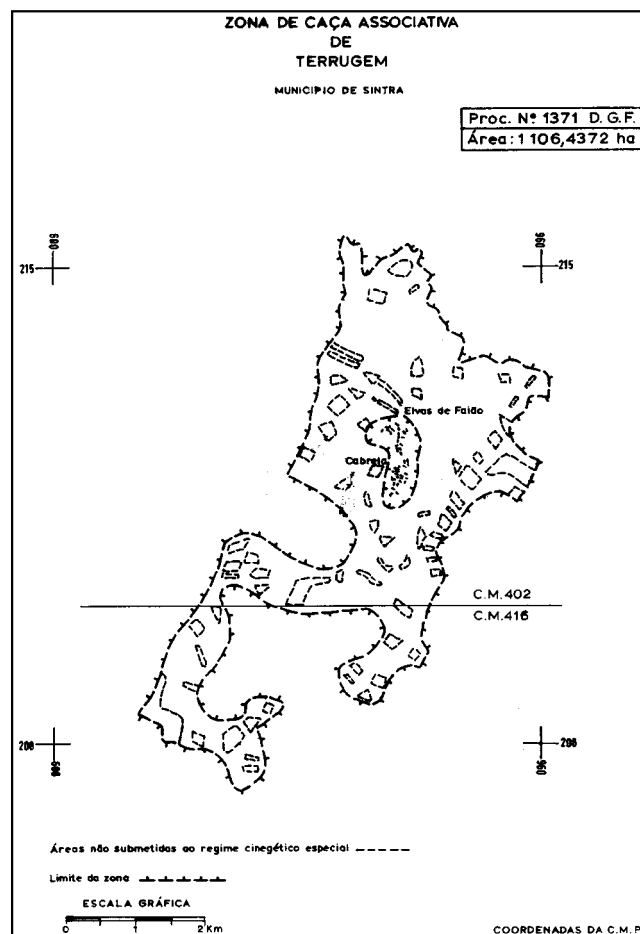 ZONA DE CAÇA ASSOCIATIVA
DE
TERRUGEM
MUNICIPIO DE SINTRA
Proc. Nº 1371 D.G.F.
Área: 1 106,4372 ha
089
096
215
215
Elvas de Faião
Cabrela
C.M.402
C.M.416
208
208
089
096
Áreas não submetidas ao regime cinegético especial
Limite da zona
ESCALA GRÁFICA
0 1 2 Km
COORDENADAS DA C.M.P.